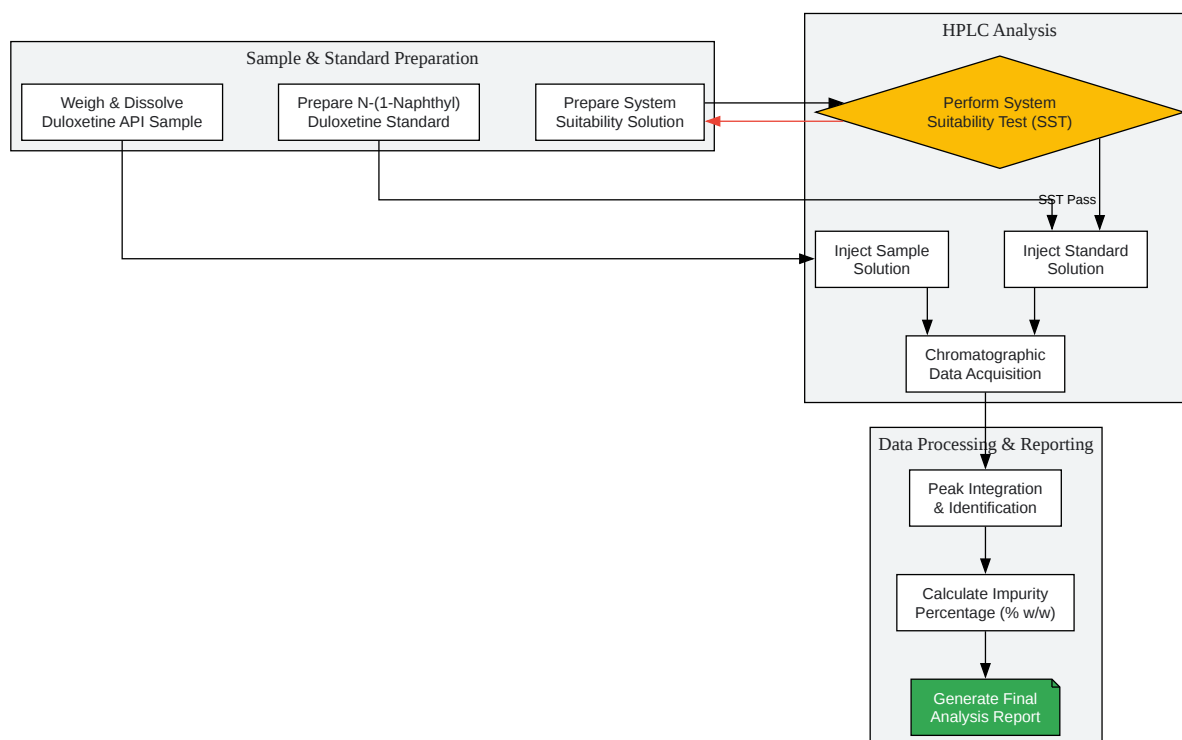 HPLC Analysis
Sample & Standard Preparation
Weigh & Dissolve
Duloxetine API Sample
Prepare N-(1-Naphthyl)
Duloxetine Standard
Prepare System
Suitability Solution
Perform System
Suitability Test (SST)
SST Pass
Inject Sample
Solution
Inject Standard
Solution
Chromatographic
Data Acquisition
Data Processing & Reporting
Peak Integration
& Identification
Calculate Impurity
Percentage (% w/w)
Generate Final
Analysis Report